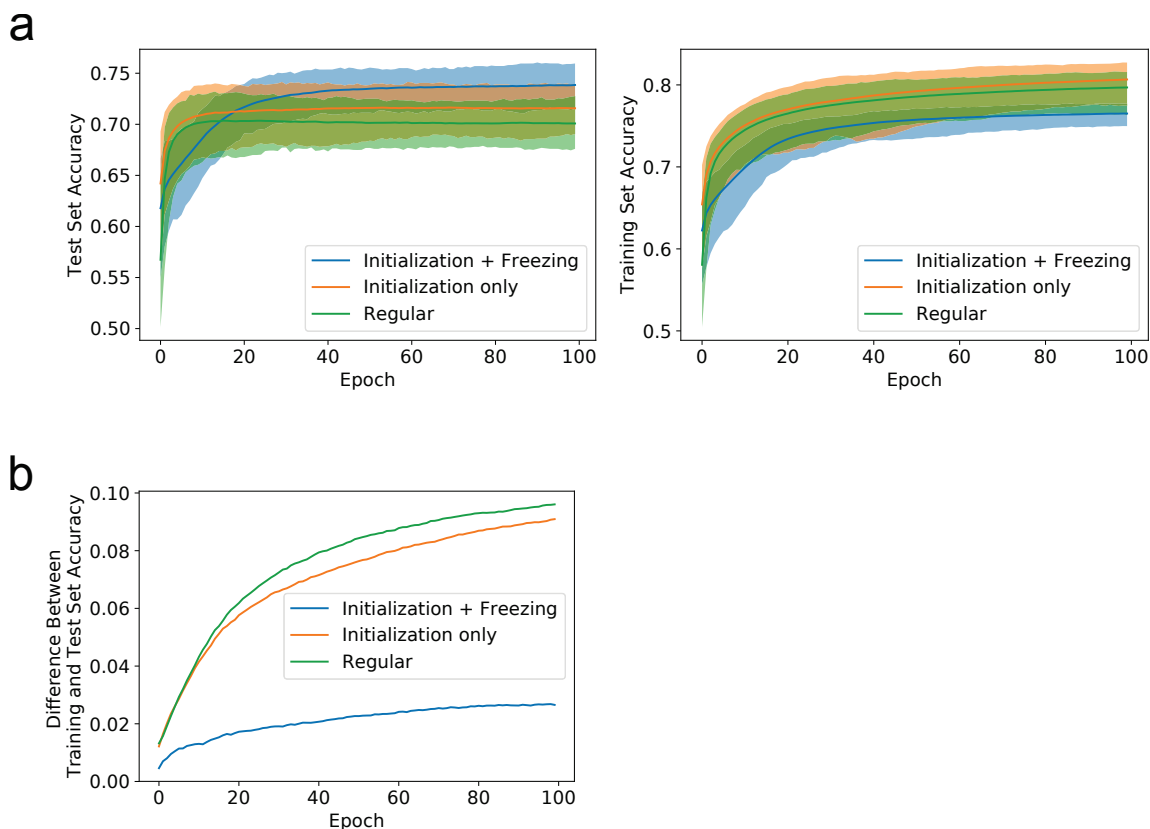 a
Test Set Accuracy
0.75
0.70
0.65
0.60
0.55
0.50
Initialization + Freezing
Initialization only
Regular
0 20 40 60 80 100
Epoch
Training Set Accuracy
0.8
0.7
0.6
0.5
Initialization + Freezing
Initialization only
Regular
0 20 40 60 80 100
Epoch
b
Difference Between
Training and Test Set Accuracy
0.10
0.08
0.06
0.04
0.02
0.00
Initialization + Freezing
Initialization only
Regular
0 20 40 60 80 100
Epoch